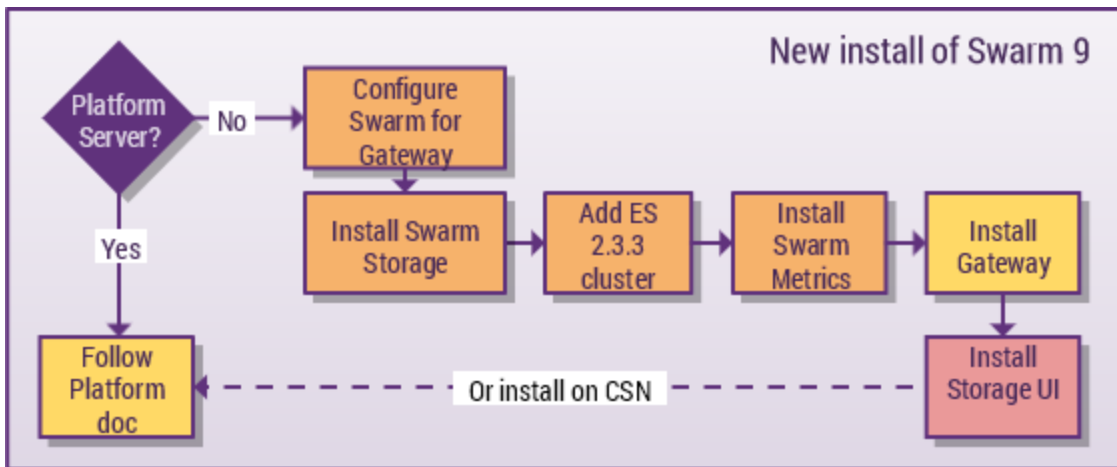 New install of Swarm 9
Platform
Server?
No
Configure
Swarm for
Gateway
Yes
Install Swarm
Storage
Add ES
2.3.3
cluster
Install
Swarm
Metrics
Install
Gateway
Follow
Platform
doc
Or install on CSN
Install
Storage UI